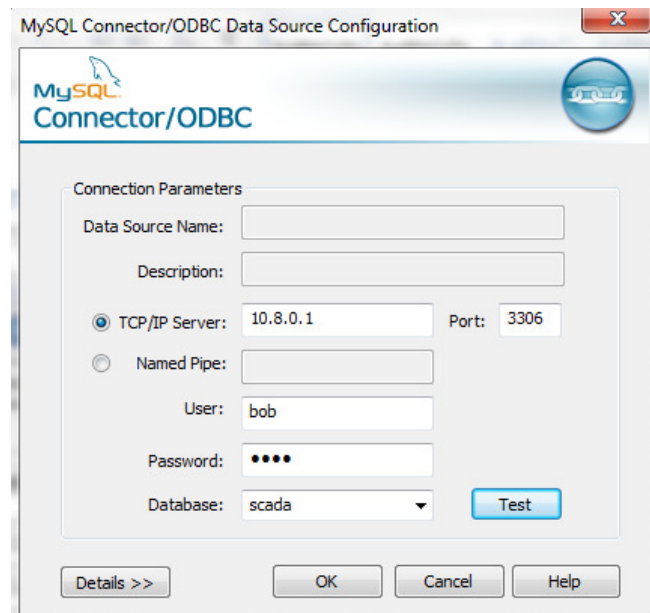 MySQL Connector/ODBC Data Source Configuration
x
MySQL
Connector/ODBC
Connection Parameters
Data Source Name:
Description:
TCP/IP Server: 10.8.0.1 Port: 3306
Named Pipe:
User: bob
Password: ••••
Database: scada Test
Details >> OK Cancel Help